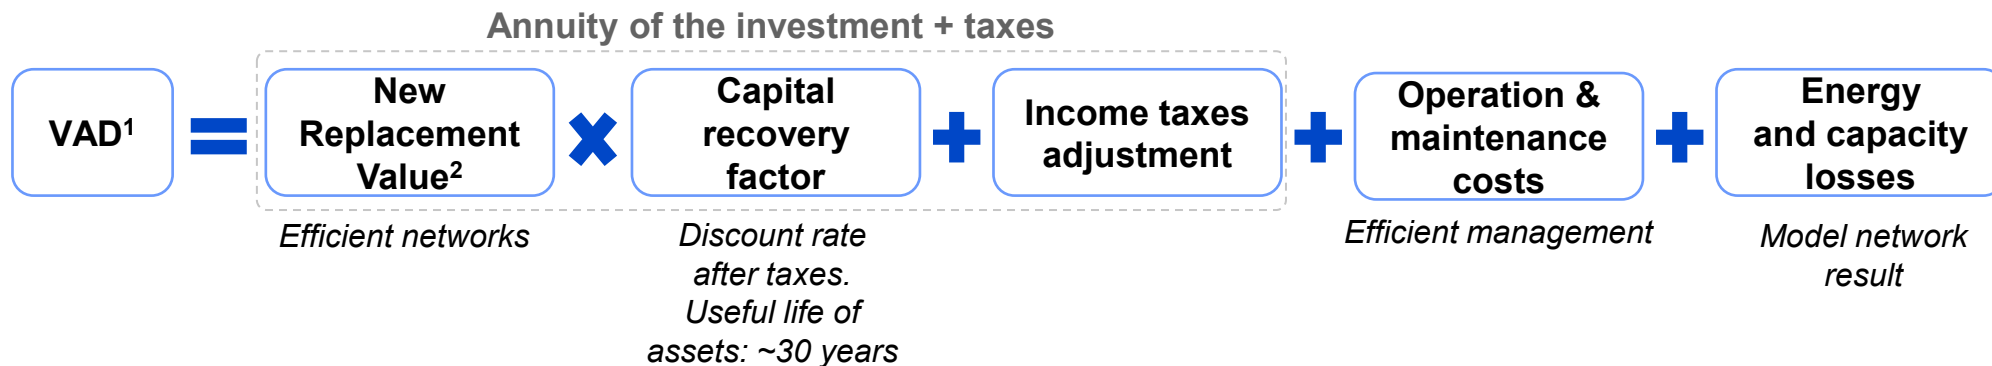 Annuity of the investment + taxes
VAD¹
New
Replacement
Value²
Capital
recovery
factor
Income taxes
adjustment
Operation &
maintenance
costs
Energy
and capacity
losses
Efficient networks
Discount rate
after taxes.
Useful life of
assets: ~30 years
Efficient management
Model network
result